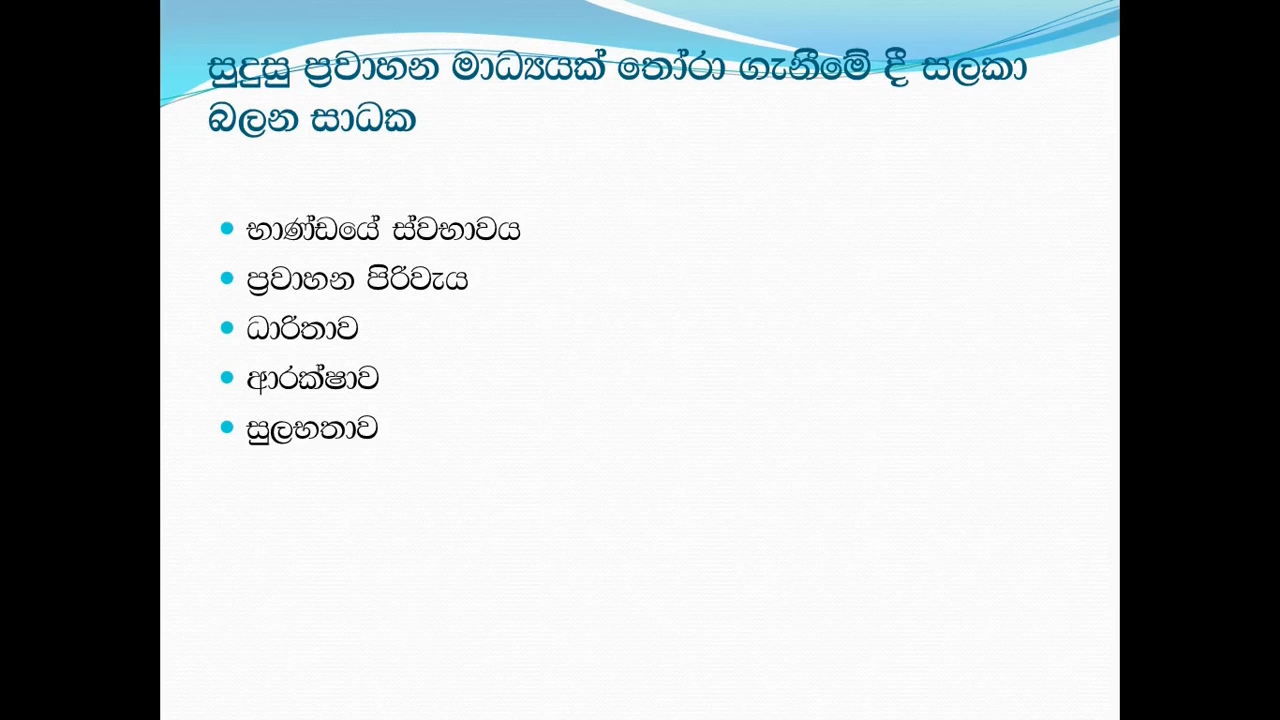 සුදුසු ප්‍රවාහන මාධ්‍යයක් තෝරා ගැනීමේ දී සලකා
බලන සාධක
භාණ්ඩයේ ස්වභාවය
ප්‍රවාහන පිරිවැය
ධාරිතාව
ආරක්ෂාව
සුලභතාව